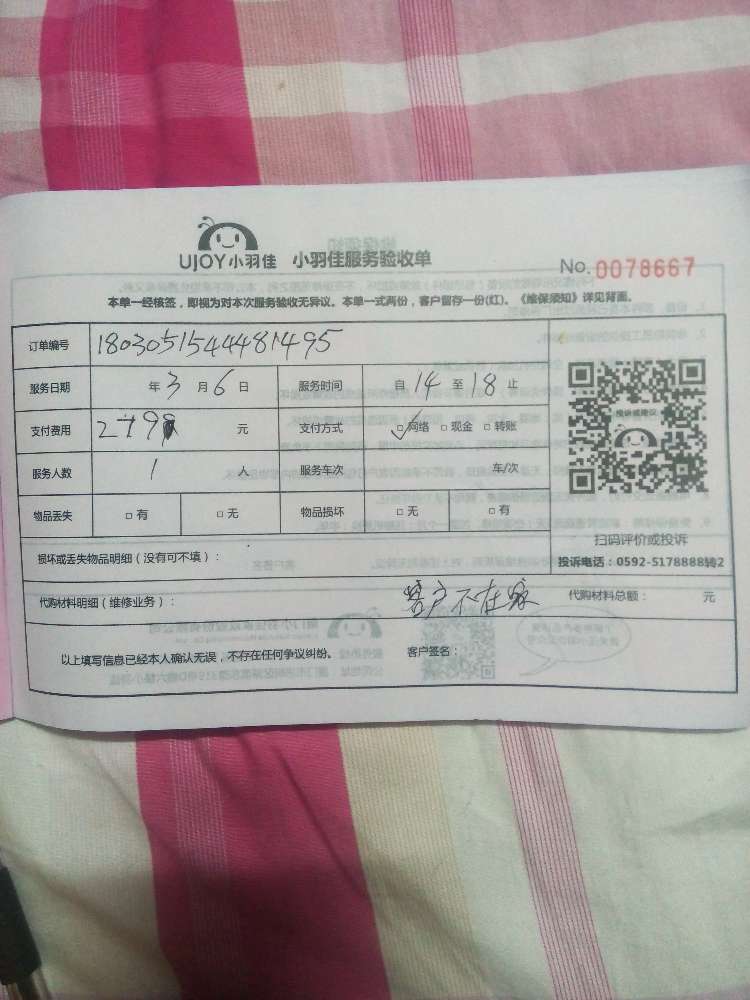 UJOY小羽佳 小羽佳服务验收单 No. 0078667
本单一经核签，即视为对本次服务验收无异议。本单一式两份，客户留存一份(红)。《维保须知》详见背面。
订单编号 1803051544481495
服务日期 年 3 月 6 日 服务时间 自 14 至 18 止
支付费用 279 元 支付方式 ☑网络 □现金 □转账
服务人数 1 人 服务车次 车/次
物品丢失 □有 □无 物品损坏 □无 □有
投诉或建议
扫码评价或投诉
损坏或丢失物品明细（没有可不填）： 投诉电话：0592-5178888转2
代购材料明细（维修业务）： 客户不在家 代购材料总额： 元
以上填写信息已经本人确认无误，不存在任何争议纠纷。 客户签名：